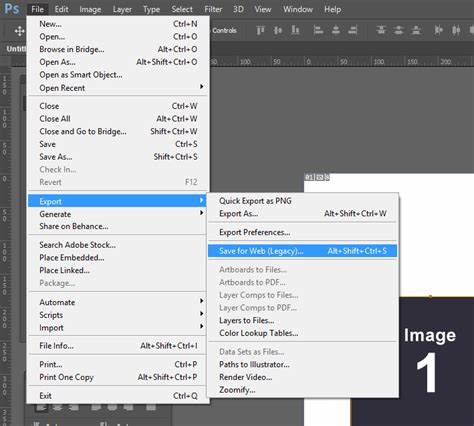 Ps File Edit Image Layer Type Select Filter 3D View Window Help
New... Ctrl+N
Open... Ctrl+O
Browse in Bridge... Alt+Ctrl+O
Open As... Alt+Shift+Ctrl+O
Open as Smart Object...
Open Recent
Close Ctrl+W
Close All Alt+Ctrl+W
Close and Go to Bridge... Shift+Ctrl+W
Save Ctrl+S
Save As... Shift+Ctrl+S
Check In...
Revert F12
Export
Generate
Share on Behance...
Search Adobe Stock...
Place Embedded...
Place Linked...
Package...
Automate
Scripts
Import
File Info... Alt+Shift+Ctrl+I
Print... Ctrl+P
Print One Copy Alt+Shift+Ctrl+P
Exit Ctrl+Q
Controls
Untitl
50 0 50 100 150 200
Quick Export as PNG
Export As... Alt+Shift+Ctrl+W
Export Preferences...
Save for Web (Legacy)... Alt+Shift+Ctrl+S
Artboards to Files...
Artboards to PDF...
Layer Comps to Files...
Layer Comps to PDF...
Layers to Files...
Color Lookup Tables...
Data Sets as Files...
Paths to Illustrator...
Render Video...
Zoomify...
Image
1